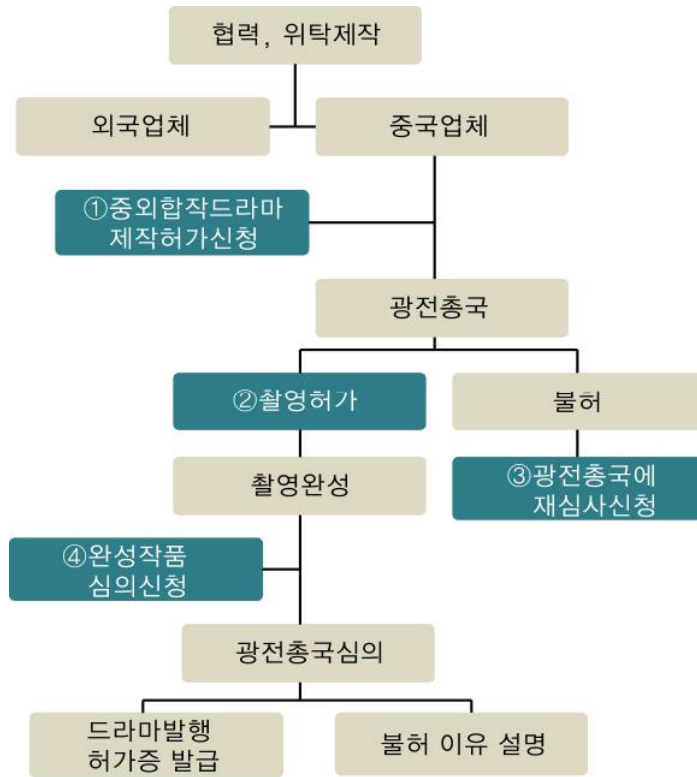 협력, 위탁제작
외국업체
중국업체
①중외합작드라마
제작허가신청
광전총국
②촬영허가
불허
촬영완성
③광전총국에
재심사신청
④완성작품
심의신청
광전총국심의
드라마발행
허가증 발급
불허 이유 설명